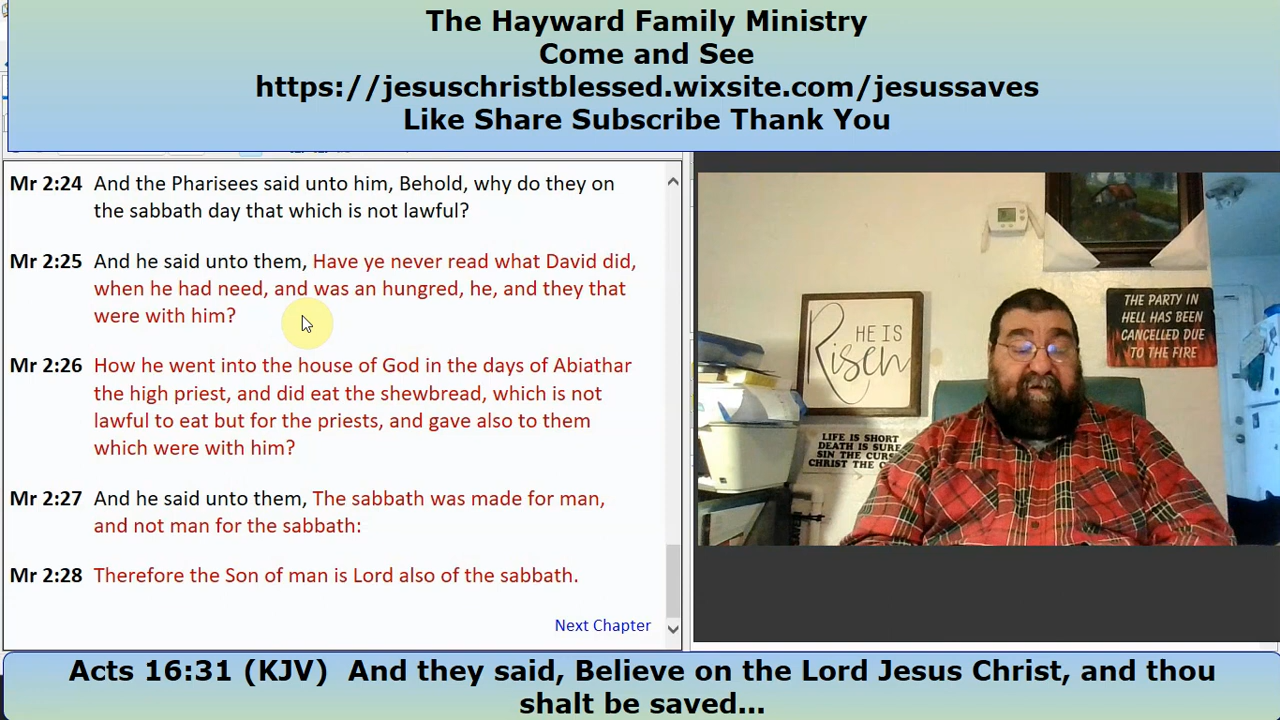 The Hayward Family Ministry
Come and See
https://jesuschristblessed.wixsite.com/jesussaves
Like Share Subscribe Thank You
Mr 2:24 And the Pharisees said unto him, Behold, why do they on
the sabbath day that which is not lawful?
Mr 2:25 And he said unto them, Have ye never read what David did,
when he had need, and was an hungred, he, and they that
were with him?
Mr 2:26 How he went into the house of God in the days of Abiathar
the high priest, and did eat the shewbread, which is not
lawful to eat but for the priests, and gave also to them
which were with him?
Mr 2:27 And he said unto them, The sabbath was made for man,
and not man for the sabbath:
Mr 2:28 Therefore the Son of man is Lord also of the sabbath.
Next Chapter
HE IS
Risen
THE PARTY IN
HELL HAS BEEN
CANCELLED DUE
TO THE FIRE
LIFE IS SHORT
DEATH IS SURE
SIN THE
CHRIST THE
Acts 16:31 (KJV) And they said, Believe on the Lord Jesus Christ, and thou
shalt be saved...